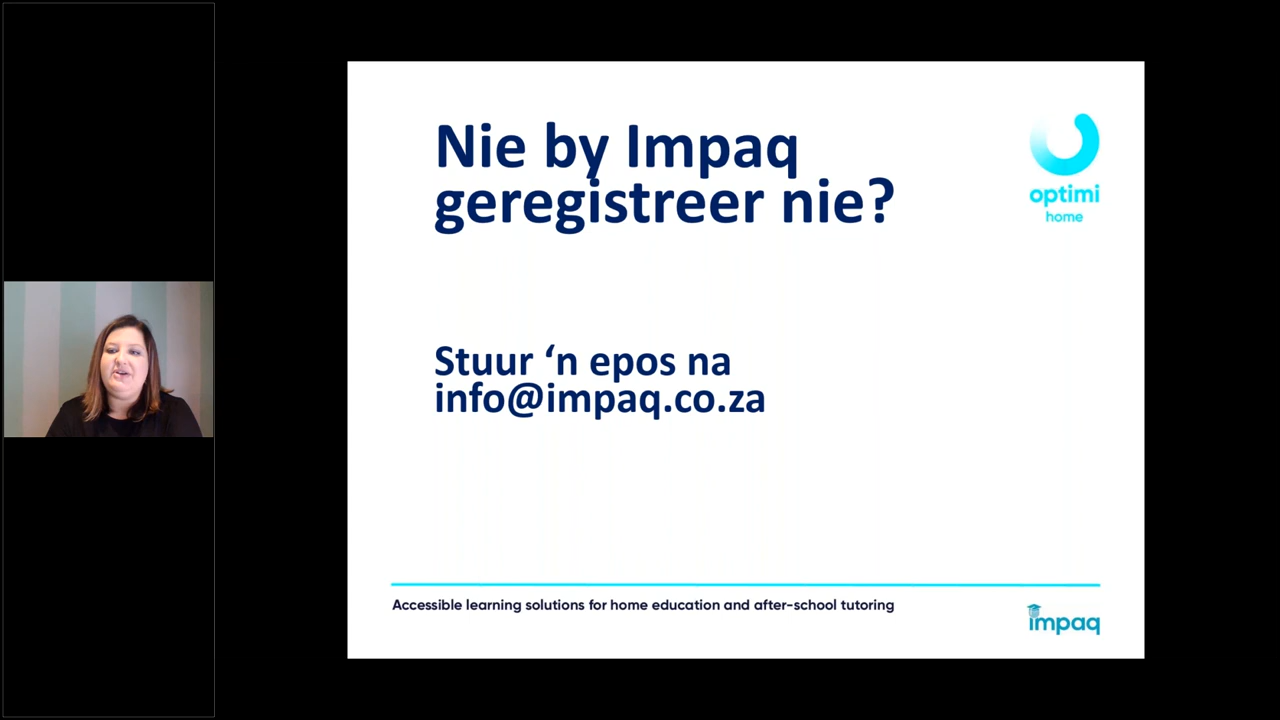 Nie by Impaq
geregistreer nie?
optimi
home
Stuur ‘n epos na
info@impaq.co.za
Accessible learning solutions for home education and after-school tutoring
impaq